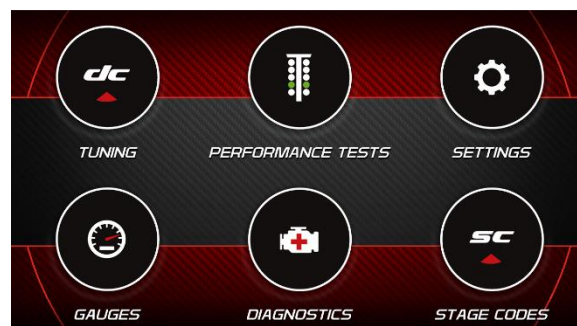 dc
TUNING
PERFORMANCE TESTS
SETTINGS
GAUGES
DIAGNOSTICS
sc
STAGE CODES